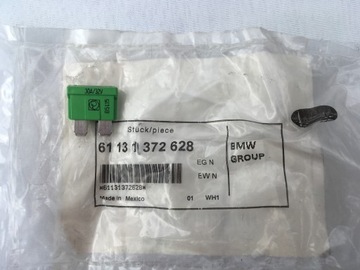 30A/32V
Stück/piece
61 13 1 372 628
BMW
GROUP
EG N
EW N
*61131372628*
Made in Mexico
01 WH1